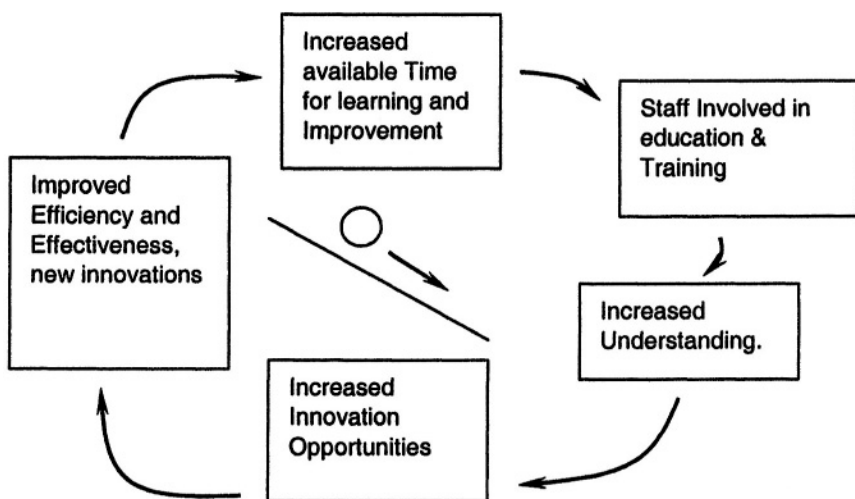 Increased
available Time
for learning and
Improvement
Staff Involved in
education &
Training
Increased
Understanding.
Increased
Innovation
Opportunities
Improved
Efficiency and
Effectiveness,
new innovations